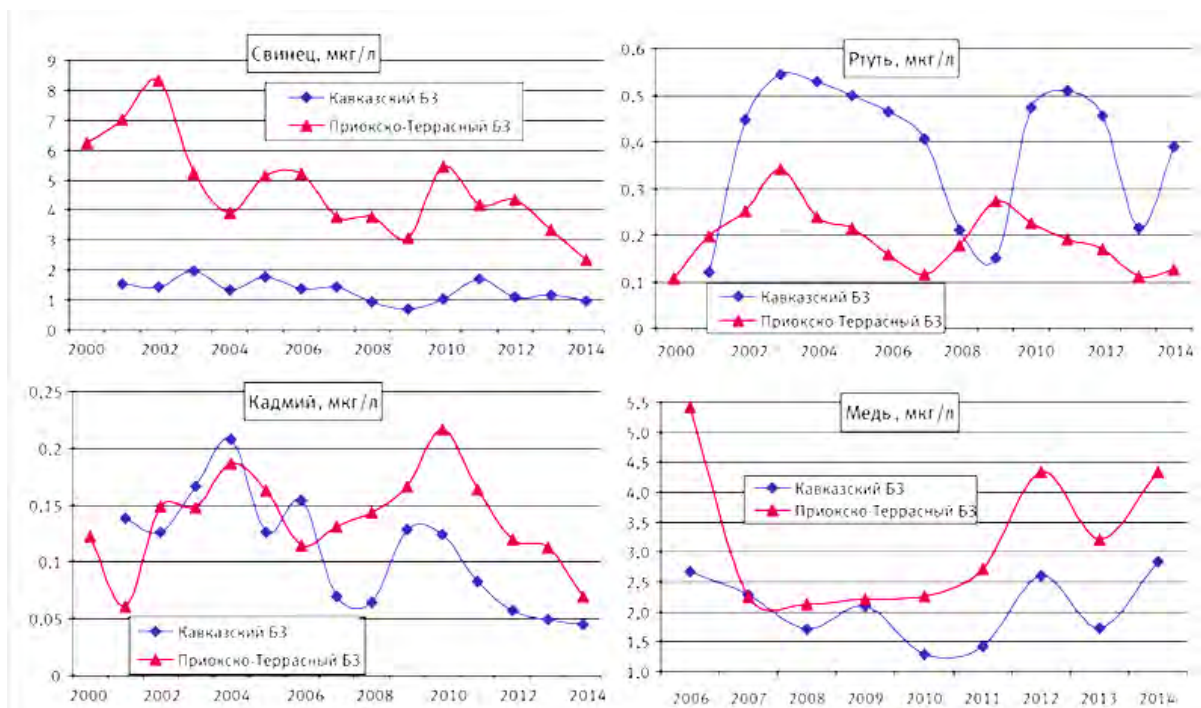 Свинец, мкг/л
9
8
7
6
5
4
3
2
1
0
Кавказский БЗ
Приокско-Террасный БЗ
2000 2002 2004 2006 2008 2010 2012 2014
Ртуть, мкг/л
0,6
0,5
0,4
0,3
0,2
0,1
0
Кавказский БЗ
Приокско-Террасный БЗ
2000 2002 2004 2006 2008 2010 2012 2014
Кадмий, мкг/л
0,25
0,2
0,15
0,1
0,05
0
Кавказский БЗ
Приокско-Террасный БЗ
2000 2002 2004 2006 2008 2010 2012 2014
Медь, мкг/л
5,5
5,0
4,5
4,0
3,5
3,0
2,5
2,0
1,5
1,0
Кавказский БЗ
Приокско-Террасный БЗ
2006 2007 2008 2009 2010 2011 2012 2013 2014